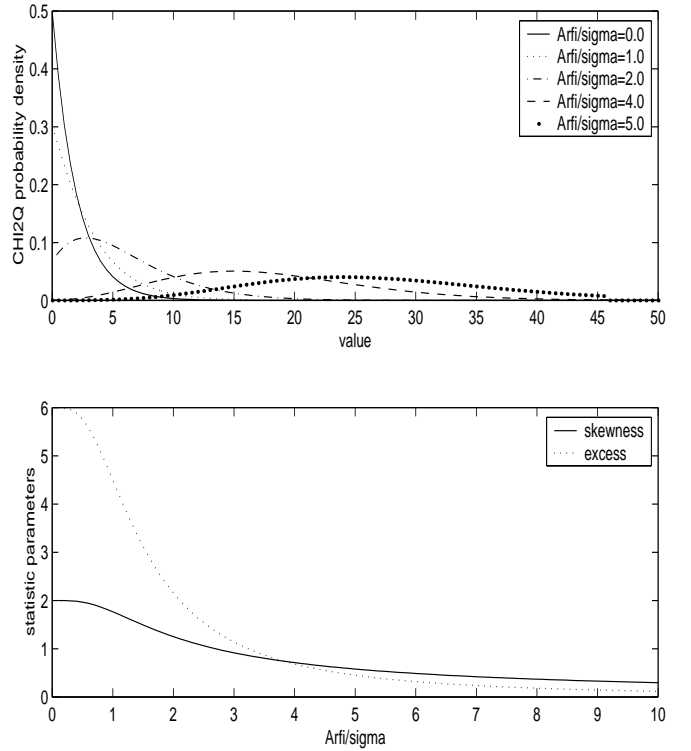 0.5
0.4
0.3
0.2
0.1
0
CHI2Q probability density
Arfi/sigma=0.0
Arfi/sigma=1.0
Arfi/sigma=2.0
Arfi/sigma=4.0
Arfi/sigma=5.0
0 5 10 15 20 25 30 35 40 45 50
value
6
5
4
3
2
1
0
statistic parameters
skewness
excess
0 1 2 3 4 5 6 7 8 9 10
Arfi/sigma